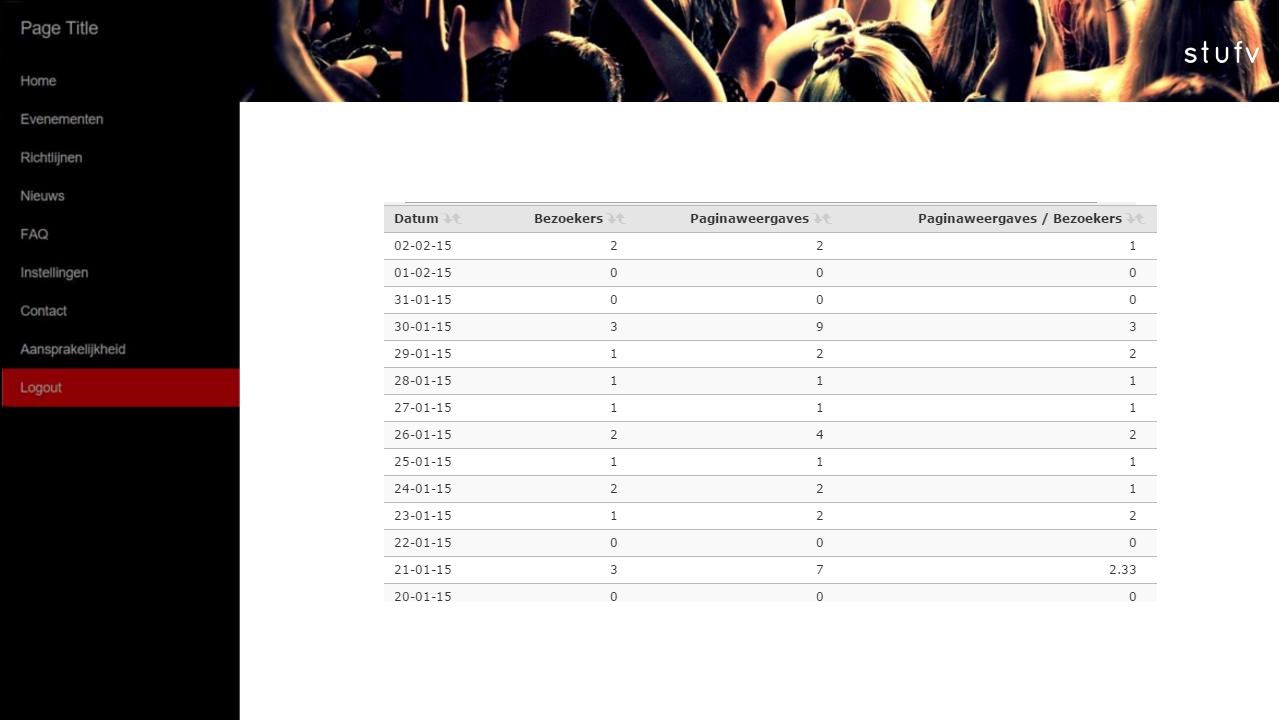 Page Title
stufv
Home
Evenementen
Richtlijnen
Nieuws
FAQ
Instellingen
Contact
Aansprakelijkheid
Logout
Datum Bezoekers Paginaweergaves Paginaweergaves / Bezoekers
02-02-15 2 2 1
01-02-15 0 0 0
31-01-15 0 0 0
30-01-15 3 9 3
29-01-15 1 2 2
28-01-15 1 1 1
27-01-15 1 1 1
26-01-15 2 4 2
25-01-15 1 1 1
24-01-15 2 2 1
23-01-15 1 2 2
22-01-15 0 0 0
21-01-15 3 7 2.33
20-01-15 0 0 0